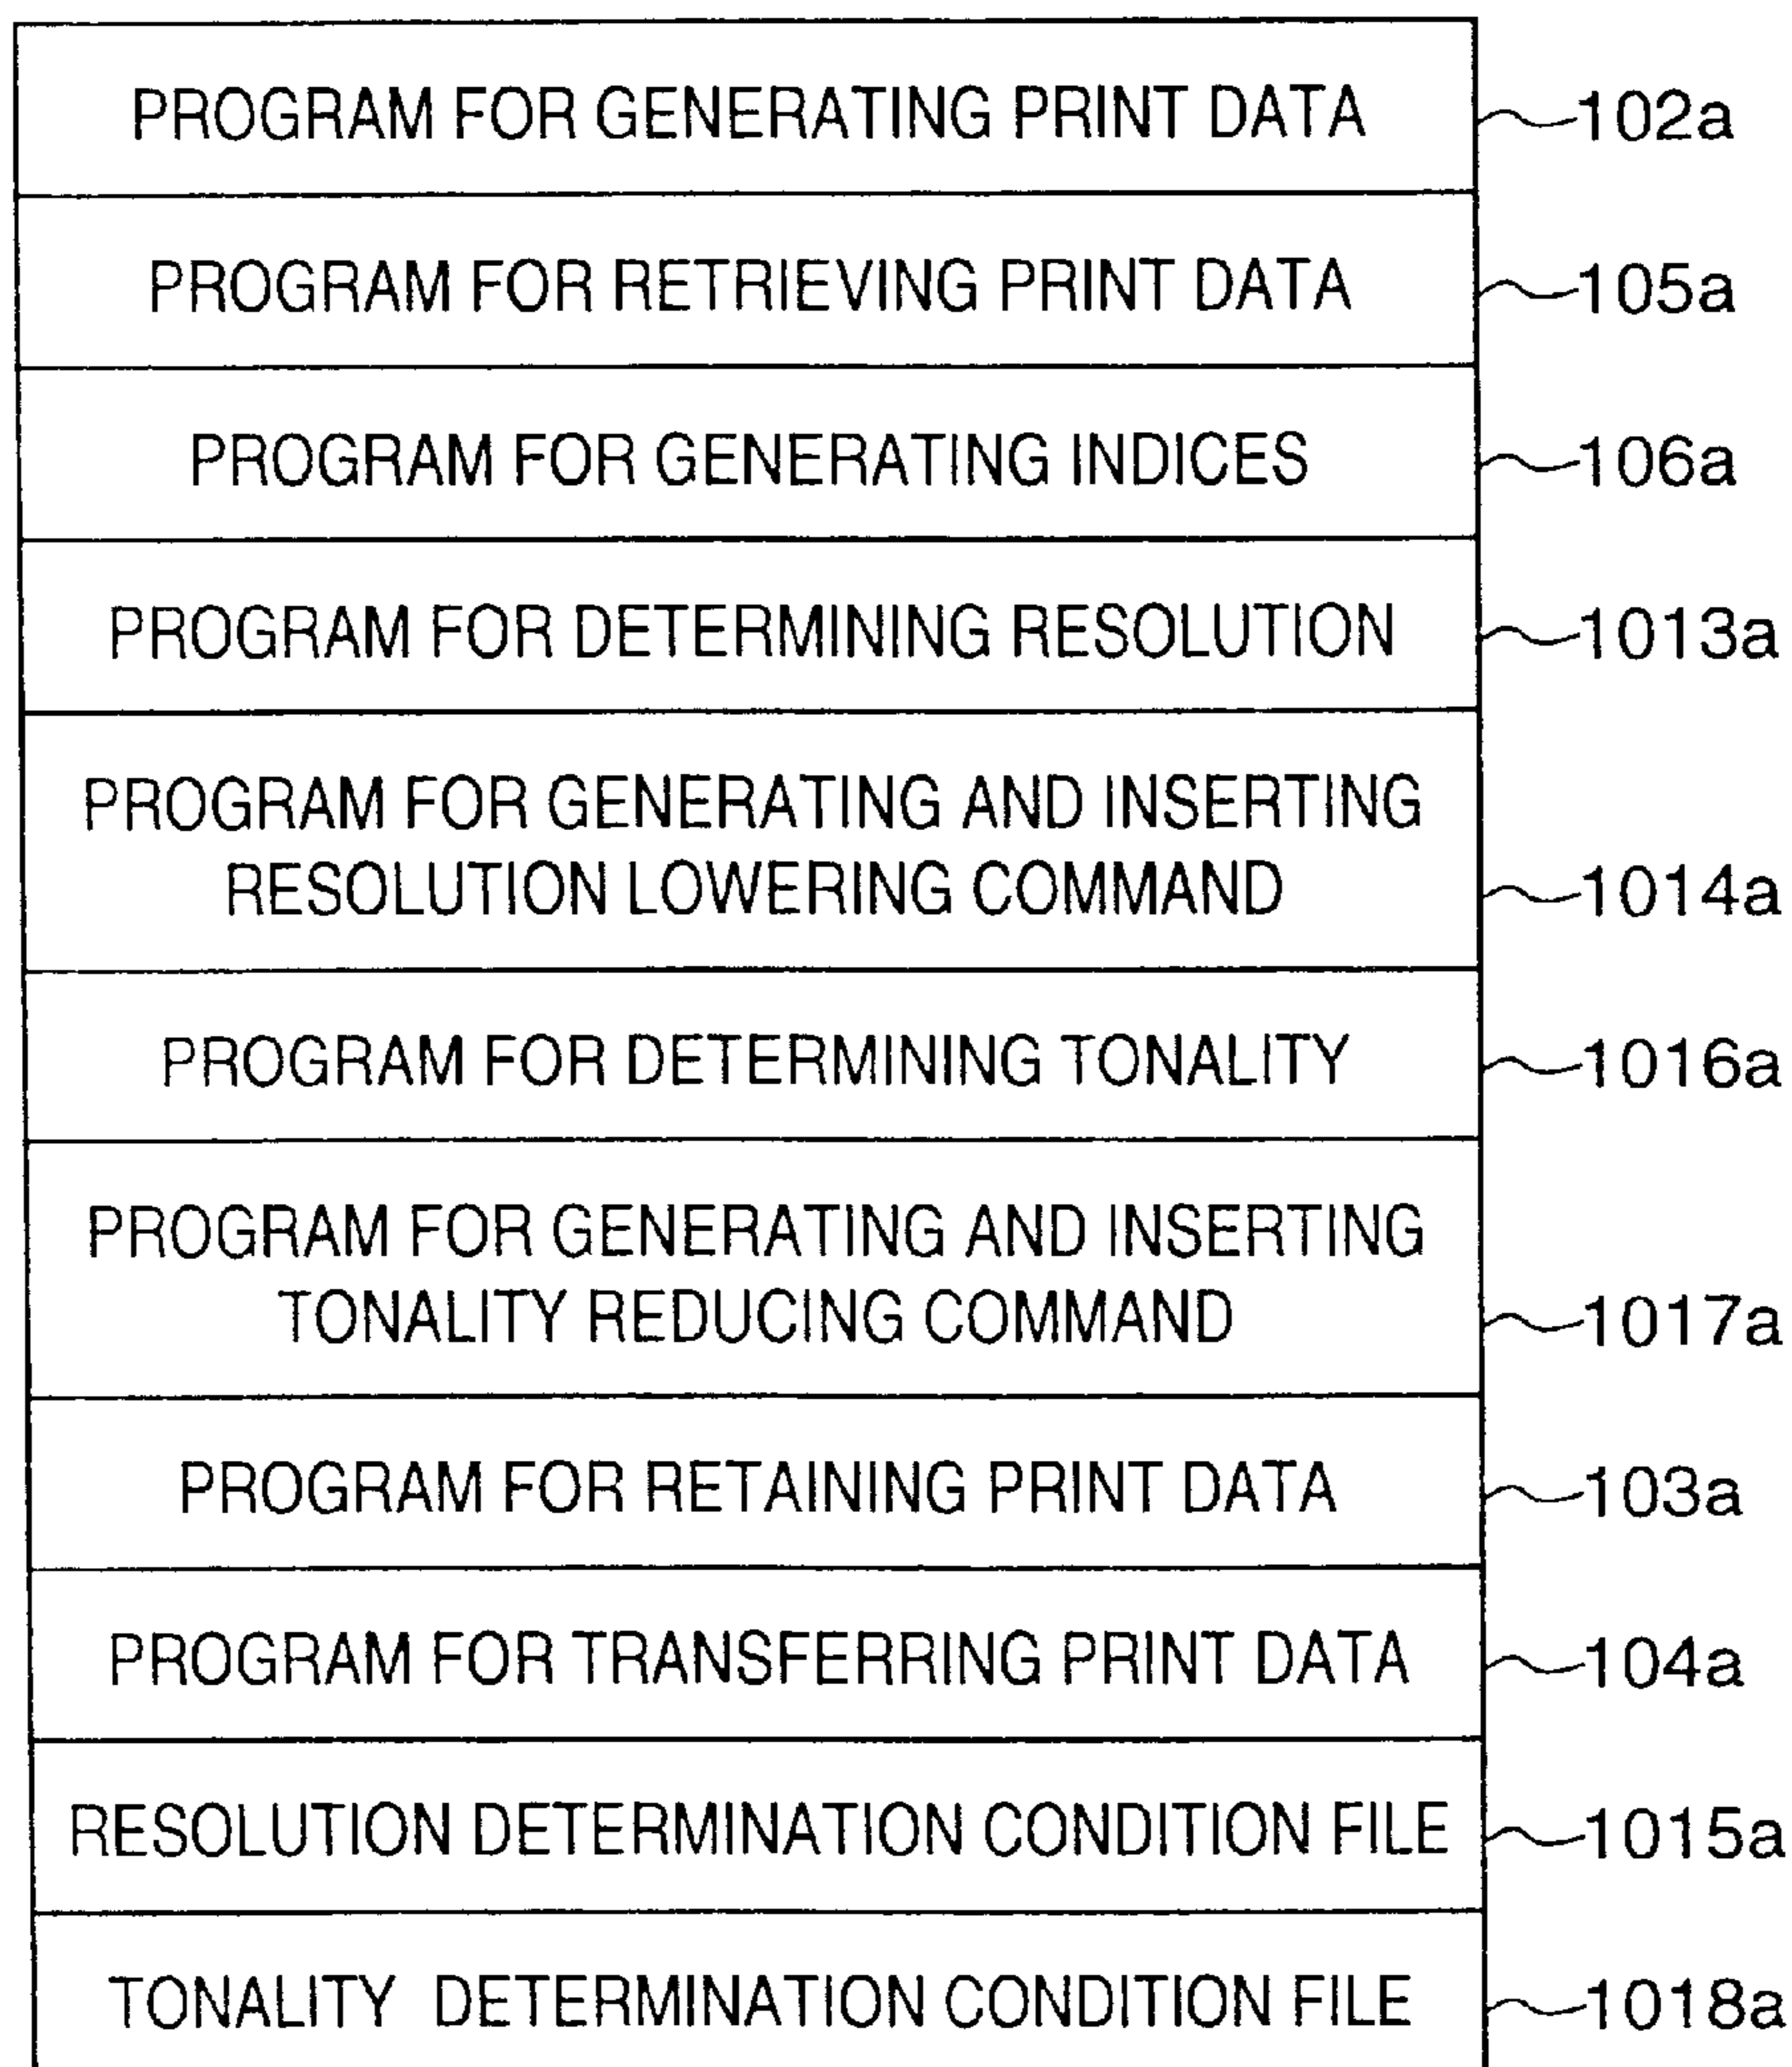 PROGRAM FOR GENERATING PRINT DATA 102a
PROGRAM FOR RETRIEVING PRINT DATA 105a
PROGRAM FOR GENERATING INDICES 106a
PROGRAM FOR DETERMINING RESOLUTION 1013a
PROGRAM FOR GENERATING AND INSERTING
RESOLUTION LOWERING COMMAND 1014a
PROGRAM FOR DETERMINING TONALITY 1016a
PROGRAM FOR GENERATING AND INSERTING
TONALITY REDUCING COMMAND 1017a
PROGRAM FOR RETAINING PRINT DATA 103a
PROGRAM FOR TRANSFERRING PRINT DATA 104a
RESOLUTION DETERMINATION CONDITION FILE 1015a
TONALITY DETERMINATION CONDITION FILE 1018a